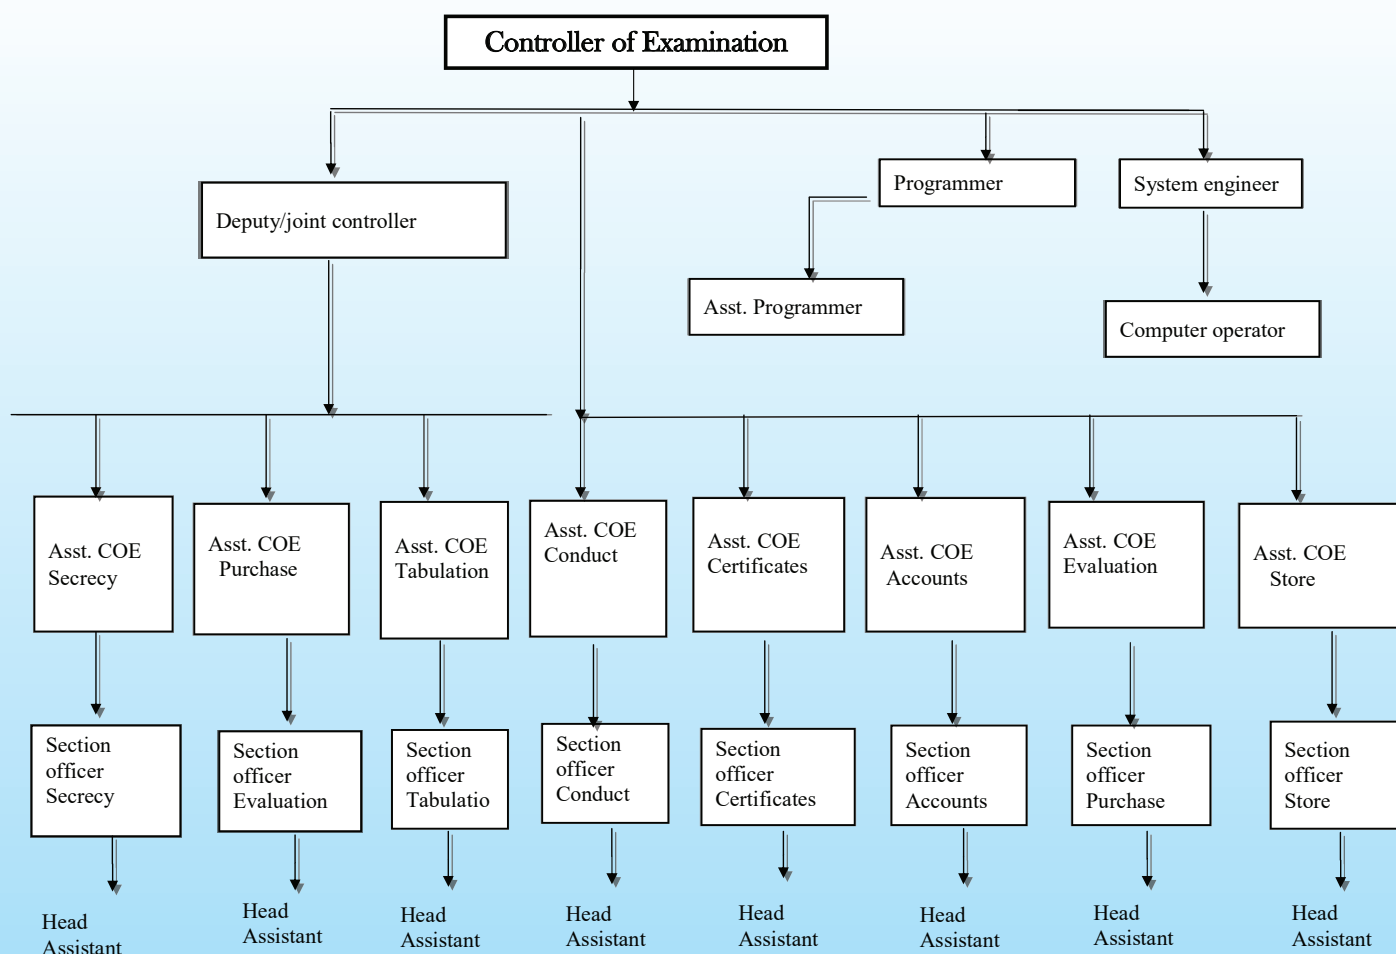 Controller of Examination
Programmer
System engineer
Deputy/joint controller
Asst. Programmer
Computer operator
Asst. COE
Secrecy
Asst. COE
Purchase
Asst. COE
Tabulation
Asst. COE
Conduct
Asst. COE
Certificates
Asst. COE
Accounts
Asst. COE
Evaluation
Asst. COE
Store
Section
officer
Secrecy
Section
officer
Evaluation
Section
officer
Tabulatio
Section
officer
Conduct
Section
officer
Certificates
Section
officer
Accounts
Section
officer
Purchase
Section
officer
Store
Head
Assistant
Head
Assistant
Head
Assistant
Head
Assistant
Head
Assistant
Head
Assistant
Head
Assistant
Head
Assistant